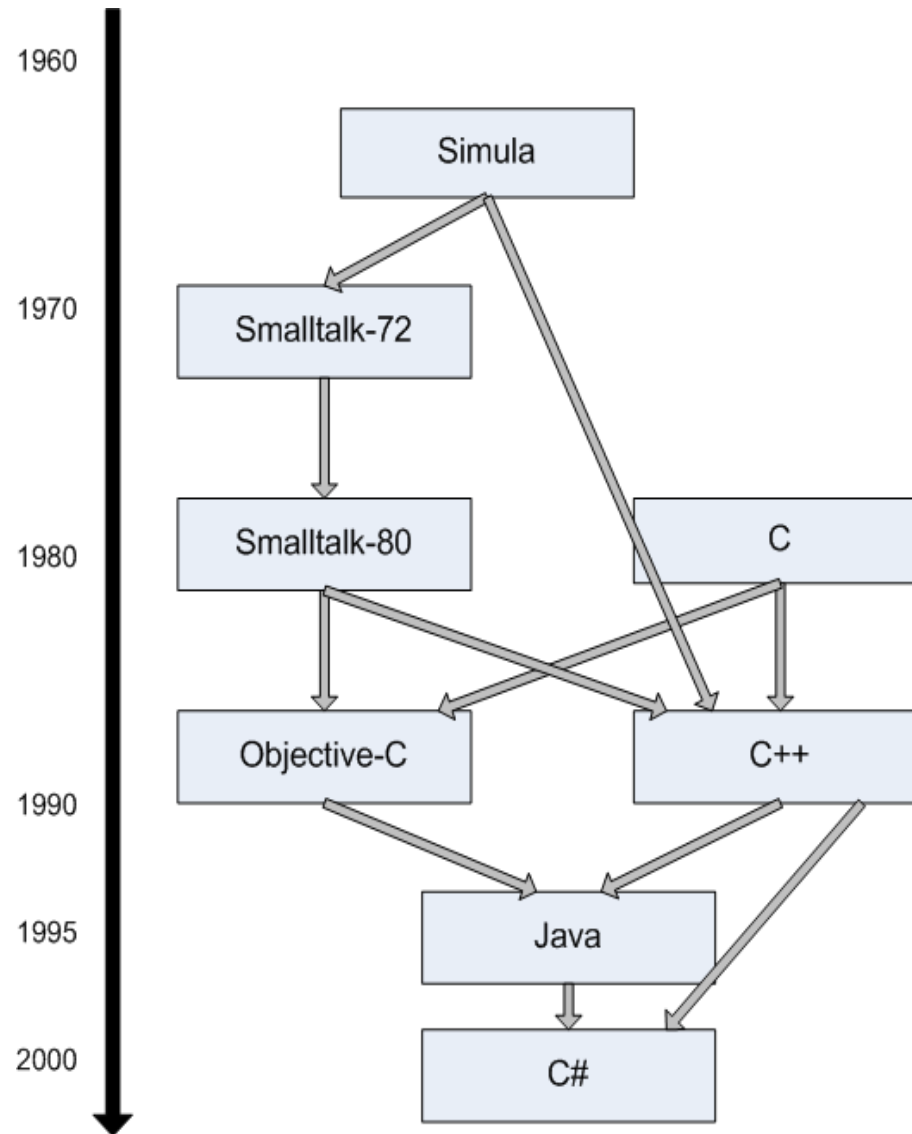 1960
Simula
1970
Smalltalk-72
Smalltalk-80
C
1980
Objective-C
C++
1990
Java
1995
C#
2000